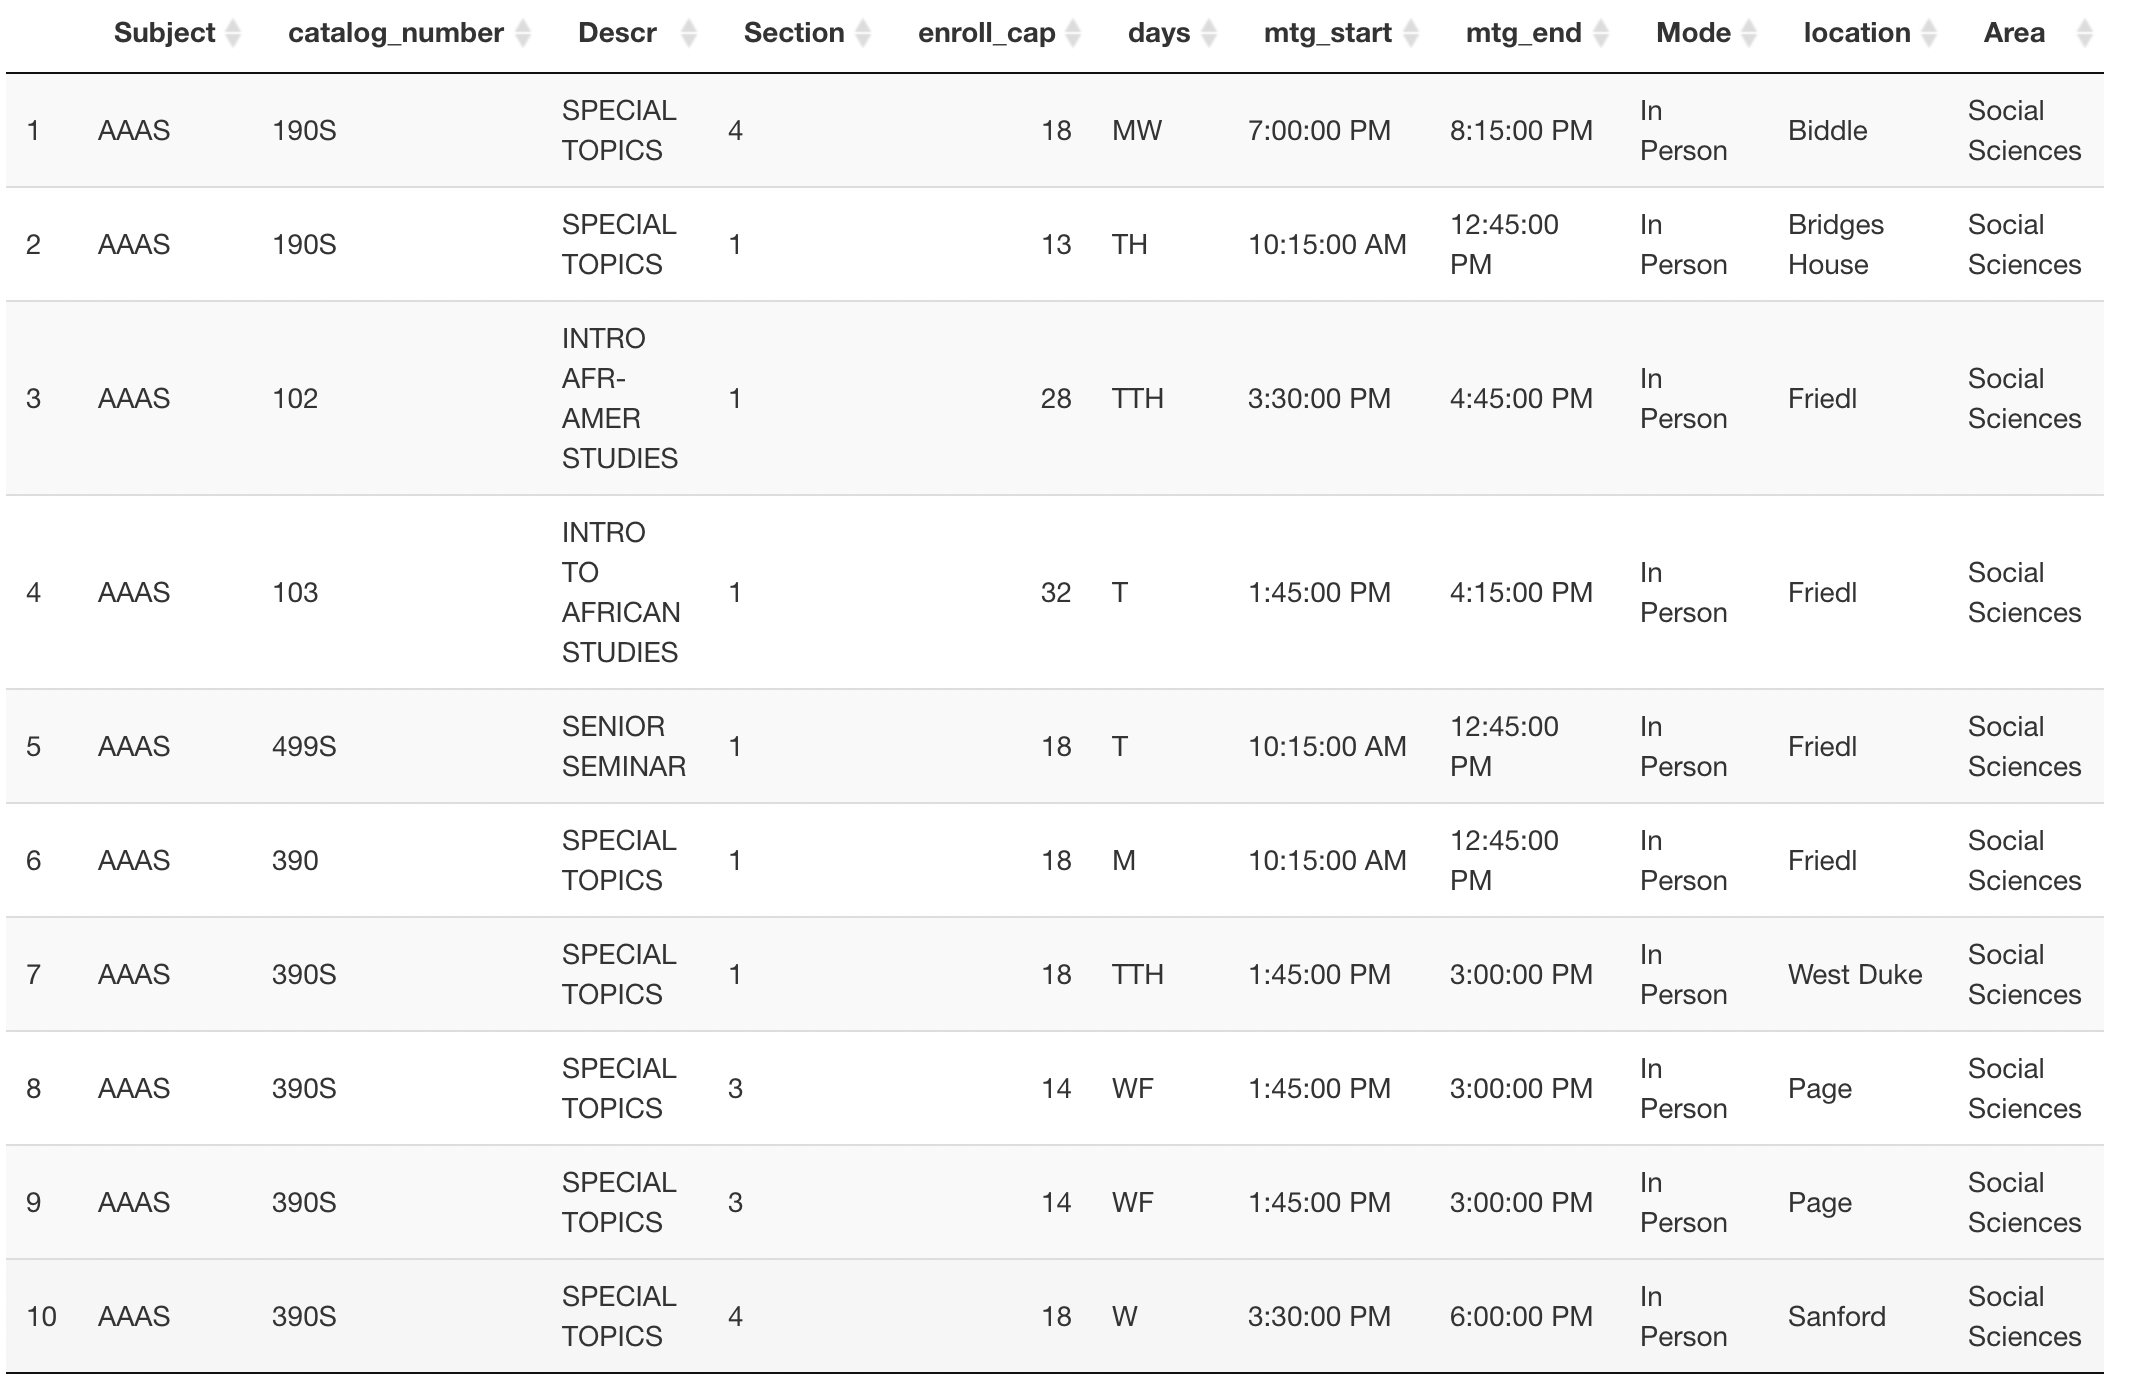 Subject catalog_number Descr Section enroll_cap days mtg_start mtg_end Mode location Area
1 AAAS 190S SPECIAL TOPICS 4 18 MW 7:00:00 PM 8:15:00 PM In Person Biddle Social Sciences
2 AAAS 190S SPECIAL TOPICS 1 13 TH 10:15:00 AM 12:45:00 PM In Person Bridges House Social Sciences
3 AAAS 102 INTRO AFR-AMER STUDIES 1 28 TTH 3:30:00 PM 4:45:00 PM In Person Friedl Social Sciences
4 AAAS 103 INTRO TO AFRICAN STUDIES 1 32 T 1:45:00 PM 4:15:00 PM In Person Friedl Social Sciences
5 AAAS 499S SENIOR SEMINAR 1 18 T 10:15:00 AM 12:45:00 PM In Person Friedl Social Sciences
6 AAAS 390 SPECIAL TOPICS 1 18 M 10:15:00 AM 12:45:00 PM In Person Friedl Social Sciences
7 AAAS 390S SPECIAL TOPICS 1 18 TTH 1:45:00 PM 3:00:00 PM In Person West Duke Social Sciences
8 AAAS 390S SPECIAL TOPICS 3 14 WF 1:45:00 PM 3:00:00 PM In Person Page Social Sciences
9 AAAS 390S SPECIAL TOPICS 3 14 WF 1:45:00 PM 3:00:00 PM In Person Page Social Sciences
10 AAAS 390S SPECIAL TOPICS 4 18 W 3:30:00 PM 6:00:00 PM In Person Sanford Social Sciences